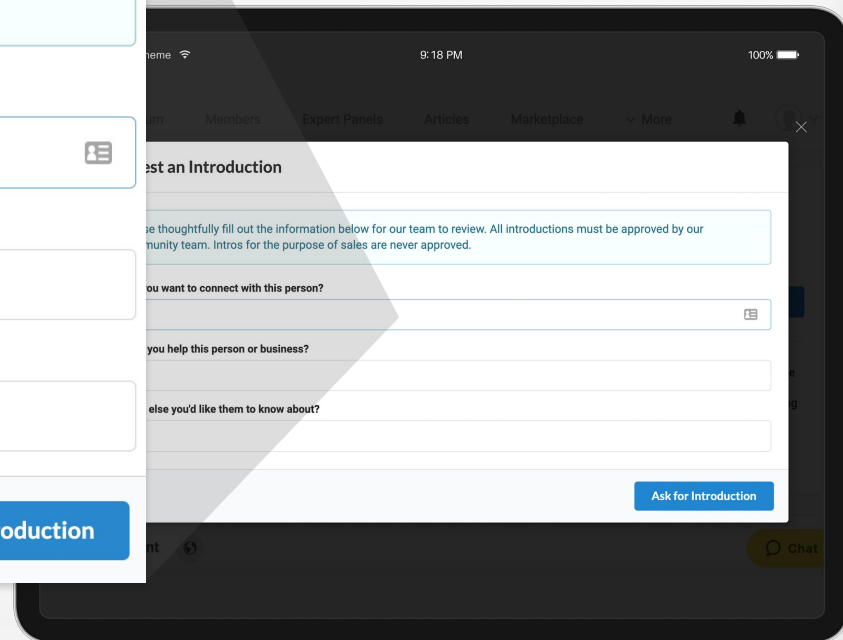 heme
9:18 PM
100%
um Members Expert Panels Articles Marketplace More
est an Introduction
se thoughtfully fill out the information below for our team to review. All introductions must be approved by our
munity team. Intros for the purpose of sales are never approved.
ou want to connect with this person?
you help this person or business?
else you'd like them to know about?
Ask for Introduction
oduction
e
g
nt
Chat